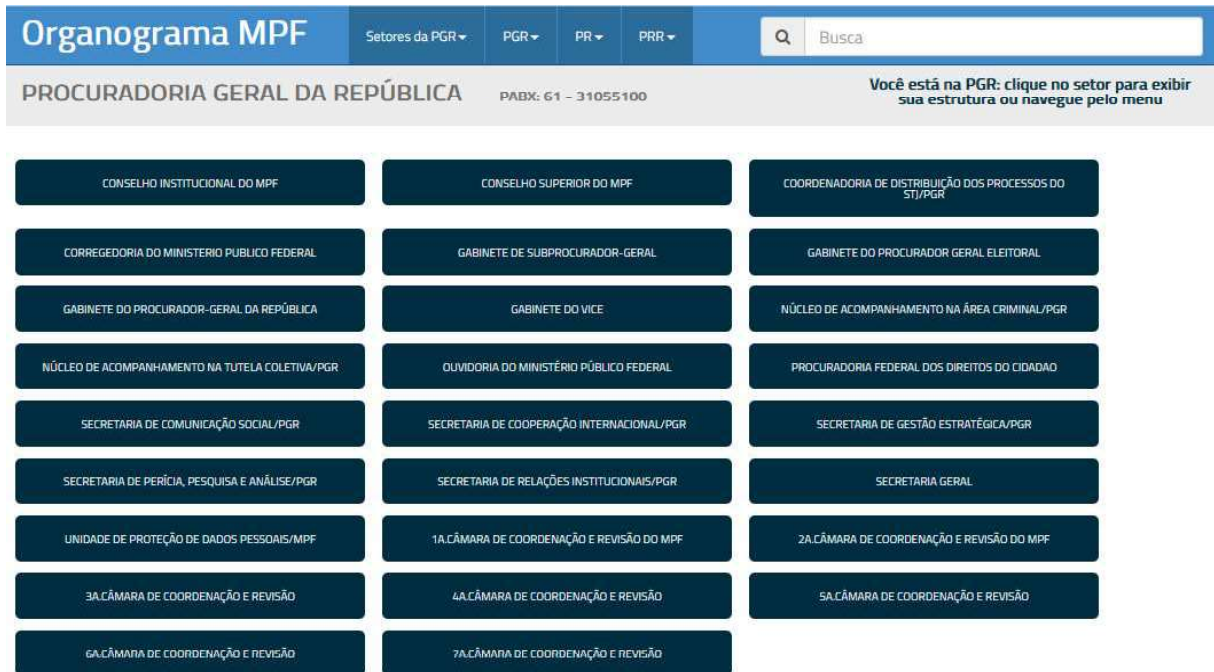 Organograma MPF
Setores da PGR
PGR
PR
PRR
Busca
PROCURADORIA GERAL DA REPÚBLICA
PABX: 61 - 31055100
Você está na PGR: clique no setor para exibir
sua estrutura ou navegue pelo menu
CONSELHO INSTITUCIONAL DO MPF
CONSELHO SUPERIOR DO MPF
COORDENADORIA DE DISTRIBUIÇÃO DOS PROCESSOS DO
STJ/PGR
CORREGEDORIA DO MINISTERIO PUBLICO FEDERAL
GABINETE DE SUBPROCURADOR-GERAL
GABINETE DO PROCURADOR GERAL ELEITORAL
GABINETE DO PROCURADOR-GERAL DA REPÚBLICA
GABINETE DO VICE
NÚCLEO DE ACOMPANHAMENTO NA ÁREA CRIMINAL/PGR
NÚCLEO DE ACOMPANHAMENTO NA TUTELA COLETIVA/PGR
OUVIDORIA DO MINISTÉRIO PÚBLICO FEDERAL
PROCURADORIA FEDERAL DOS DIREITOS DO CIDADAO
SECRETARIA DE COMUNICAÇÃO SOCIAL/PGR
SECRETARIA DE COOPERAÇÃO INTERNACIONAL/PGR
SECRETARIA DE GESTÃO ESTRATÉGICA/PGR
SECRETARIA DE PERÍCIA, PESQUISA E ANÁLISE/PGR
SECRETARIA DE RELAÇÕES INSTITUCIONAIS/PGR
SECRETARIA GERAL
UNIDADE DE PROTEÇÃO DE DADOS PESSOAIS/MPF
1A.CÂMARA DE COORDENAÇÃO E REVISÃO DO MPF
2A.CÂMARA DE COORDENAÇÃO E REVISÃO DO MPF
3A.CÂMARA DE COORDENAÇÃO E REVISÃO
4A.CÂMARA DE COORDENAÇÃO E REVISÃO
5A.CÂMARA DE COORDENAÇÃO E REVISÃO
6A.CÂMARA DE COORDENAÇÃO E REVISÃO
7A.CÂMARA DE COORDENAÇÃO E REVISÃO